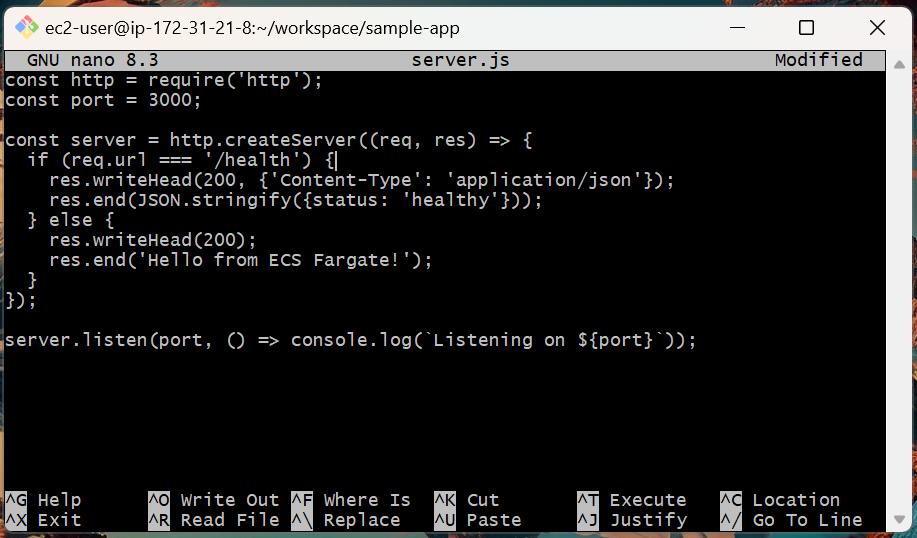 ec2-user@ip-172-31-21-8:~/workspace/sample-app
GNU nano 8.3 server.js Modified
const http = require('http');
const port = 3000;

const server = http.createServer((req, res) => {
  if (req.url === '/health') {
    res.writeHead(200, {'Content-Type': 'application/json'});
    res.end(JSON.stringify({status: 'healthy'}));
  } else {
    res.writeHead(200);
    res.end('Hello from ECS Fargate!');
  }
});

server.listen(port, () => console.log(`Listening on ${port}`));
^G Help ^O Write Out ^F Where Is ^K Cut ^T Execute ^C Location
^X Exit ^R Read File ^\ Replace ^U Paste ^J Justify ^/ Go To Line